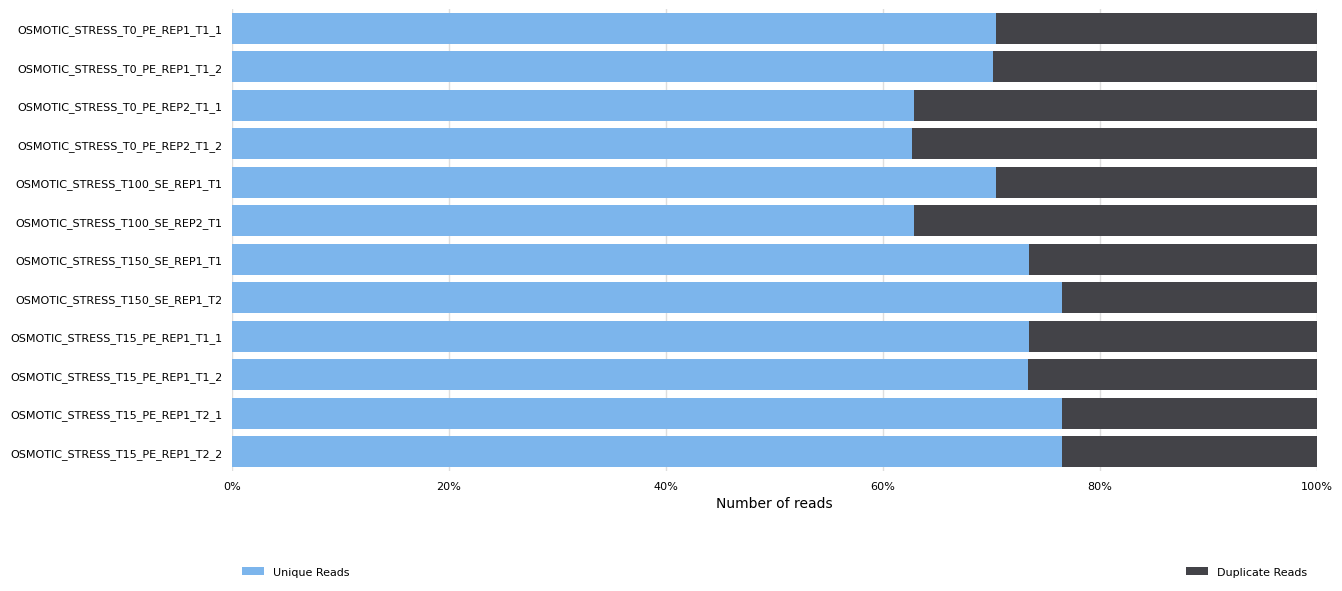 OSMOTIC_STRESS_T0_PE_REP1_T1_1
OSMOTIC_STRESS_T0_PE_REP1_T1_2
OSMOTIC_STRESS_T0_PE_REP2_T1_1
OSMOTIC_STRESS_T0_PE_REP2_T1_2
OSMOTIC_STRESS_T100_SE_REP1_T1
OSMOTIC_STRESS_T100_SE_REP2_T1
OSMOTIC_STRESS_T150_SE_REP1_T1
OSMOTIC_STRESS_T150_SE_REP1_T2
OSMOTIC_STRESS_T15_PE_REP1_T1_1
OSMOTIC_STRESS_T15_PE_REP1_T1_2
OSMOTIC_STRESS_T15_PE_REP1_T2_1
OSMOTIC_STRESS_T15_PE_REP1_T2_2
0% 20% 40% 60% 80% 100%
Number of reads
Unique Reads Duplicate Reads